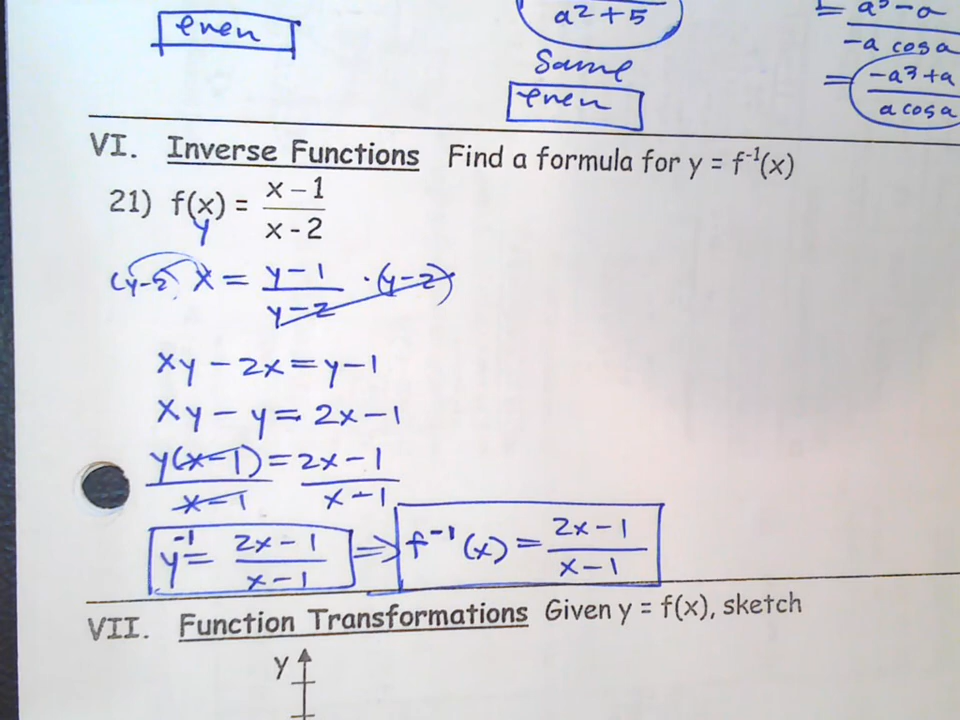 even
a² + 5
Same
even
= a³ - a
-a cos a
= -a³ + a
a cos a
VI. Inverse Functions Find a formula for y = f⁻¹(x)
21) f(x) = x - 1
x - 2
y
(y-2) x = y - 1 · (y-2)
y - 2
xy - 2x = y - 1
xy - y = 2x - 1
y(x-1) = 2x - 1
x - 1 x - 1
y⁻¹ = 2x - 1 ⇒ f⁻¹(x) = 2x - 1
x - 1 x - 1
VII. Function Transformations Given y = f(x), sketch
y